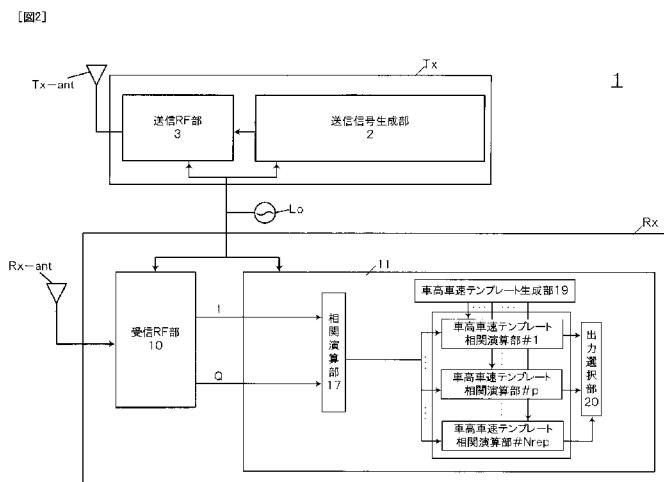 [図2]
Tx
1
Tx-ant
送信RF部
3
送信信号生成部
2
Lo
Rx
Rx-ant
11
車高車速テンプレート生成部19
受信RF部
10
I
Q
相関演算部17
車高車速テンプレート
相関演算部#1
車高車速テンプレート
相関演算部#p
車高車速テンプレート
相関演算部#Nrep
出力選択部20